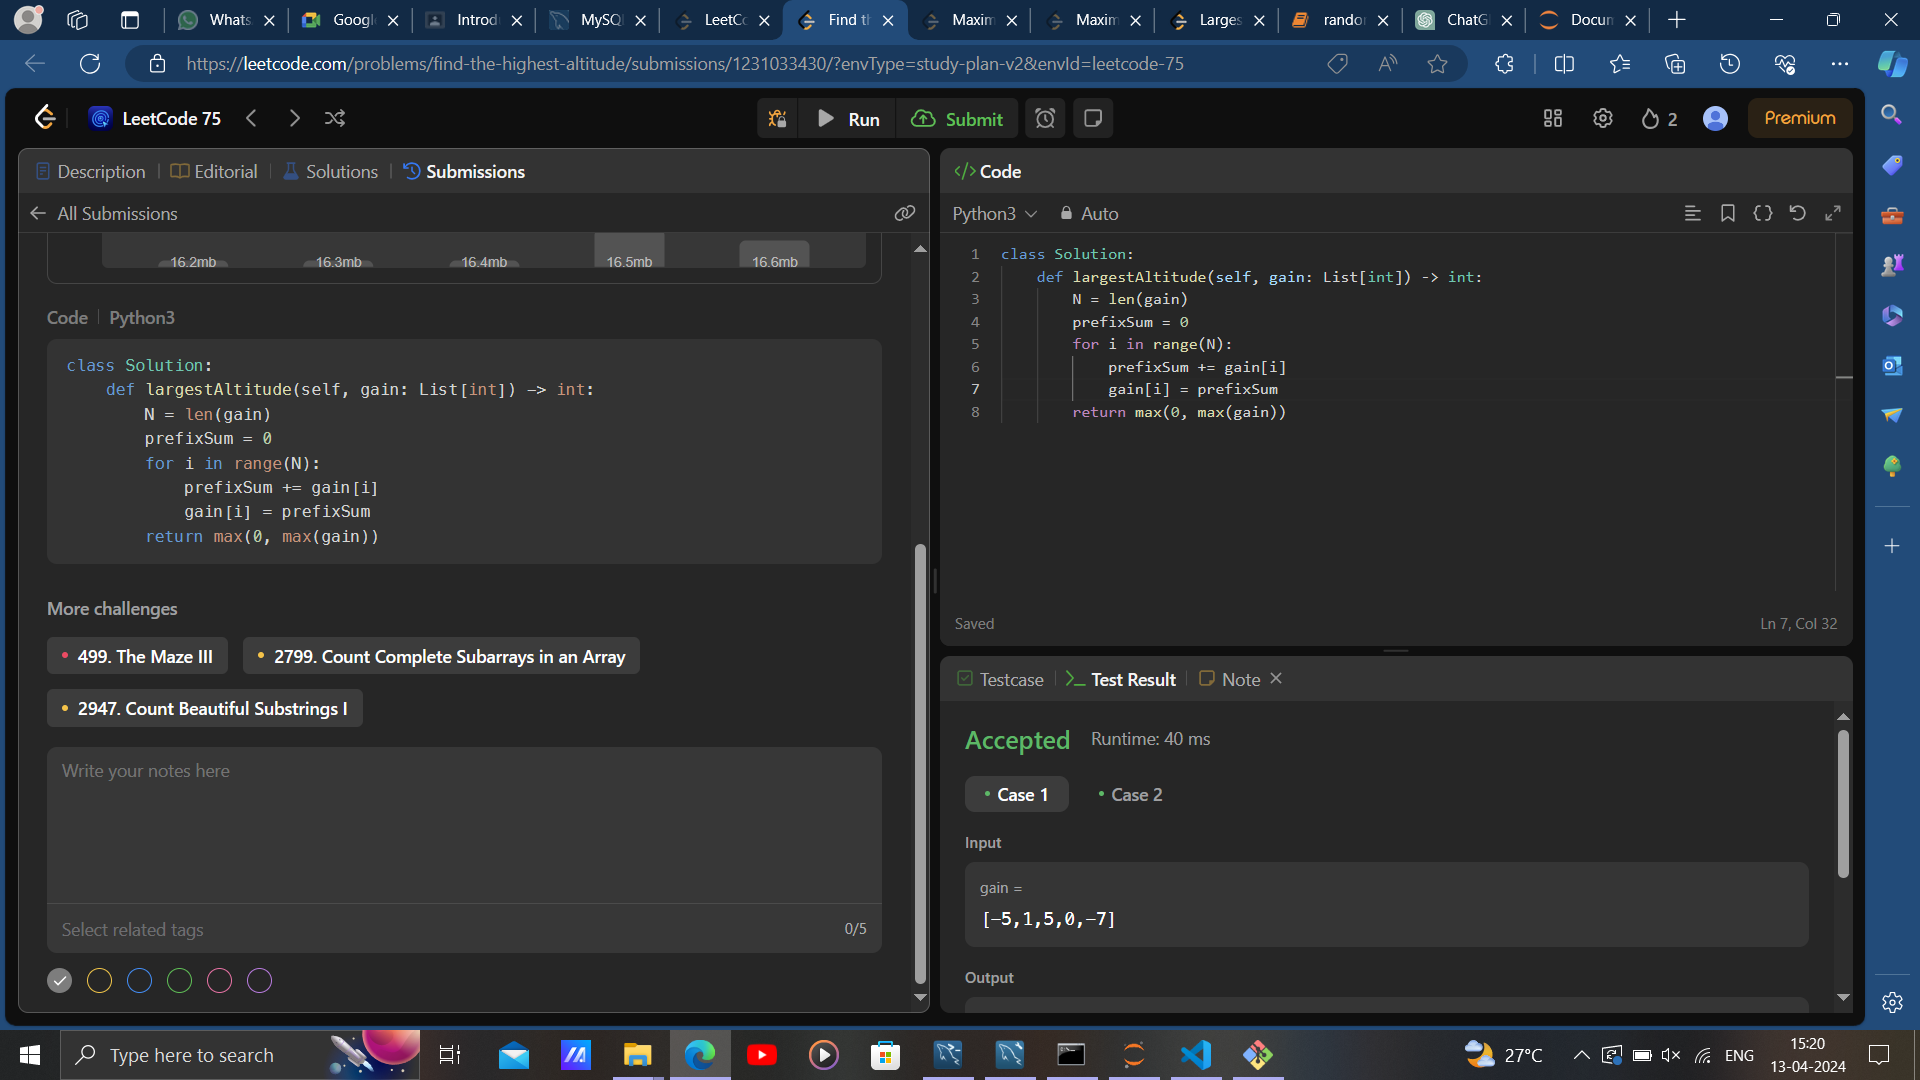 Whats
Google
Introd
MySQL
LeetCo
Find th
Maxim
Maxim
Larges
randor
ChatG
Docun
https://leetcode.com/problems/find-the-highest-altitude/submissions/1231033430/?envType=study-plan-v2&envId=leetcode-75
LeetCode 75
Run
Submit
2
Premium
Description
Editorial
Solutions
Submissions
All Submissions
16.2mb
16.3mb
16.4mb
16.5mb
16.6mb
Code
Python3
class Solution:
    def largestAltitude(self, gain: List[int]) -> int:
        N = len(gain)
        prefixSum = 0
        for i in range(N):
            prefixSum += gain[i]
            gain[i] = prefixSum
        return max(0, max(gain))
More challenges
499. The Maze III
2799. Count Complete Subarrays in an Array
2947. Count Beautiful Substrings I
Write your notes here
Select related tags
0/5
</> Code
Python3
Auto
1 class Solution:
2     def largestAltitude(self, gain: List[int]) -> int:
3         N = len(gain)
4         prefixSum = 0
5         for i in range(N):
6             prefixSum += gain[i]
7             gain[i] = prefixSum
8         return max(0, max(gain))
Saved
Ln 7, Col 32
Testcase
Test Result
Note
Accepted
Runtime: 40 ms
Case 1
Case 2
Input
gain =
[-5,1,5,0,-7]
Output
Type here to search
27°C
ENG
15:20
13-04-2024